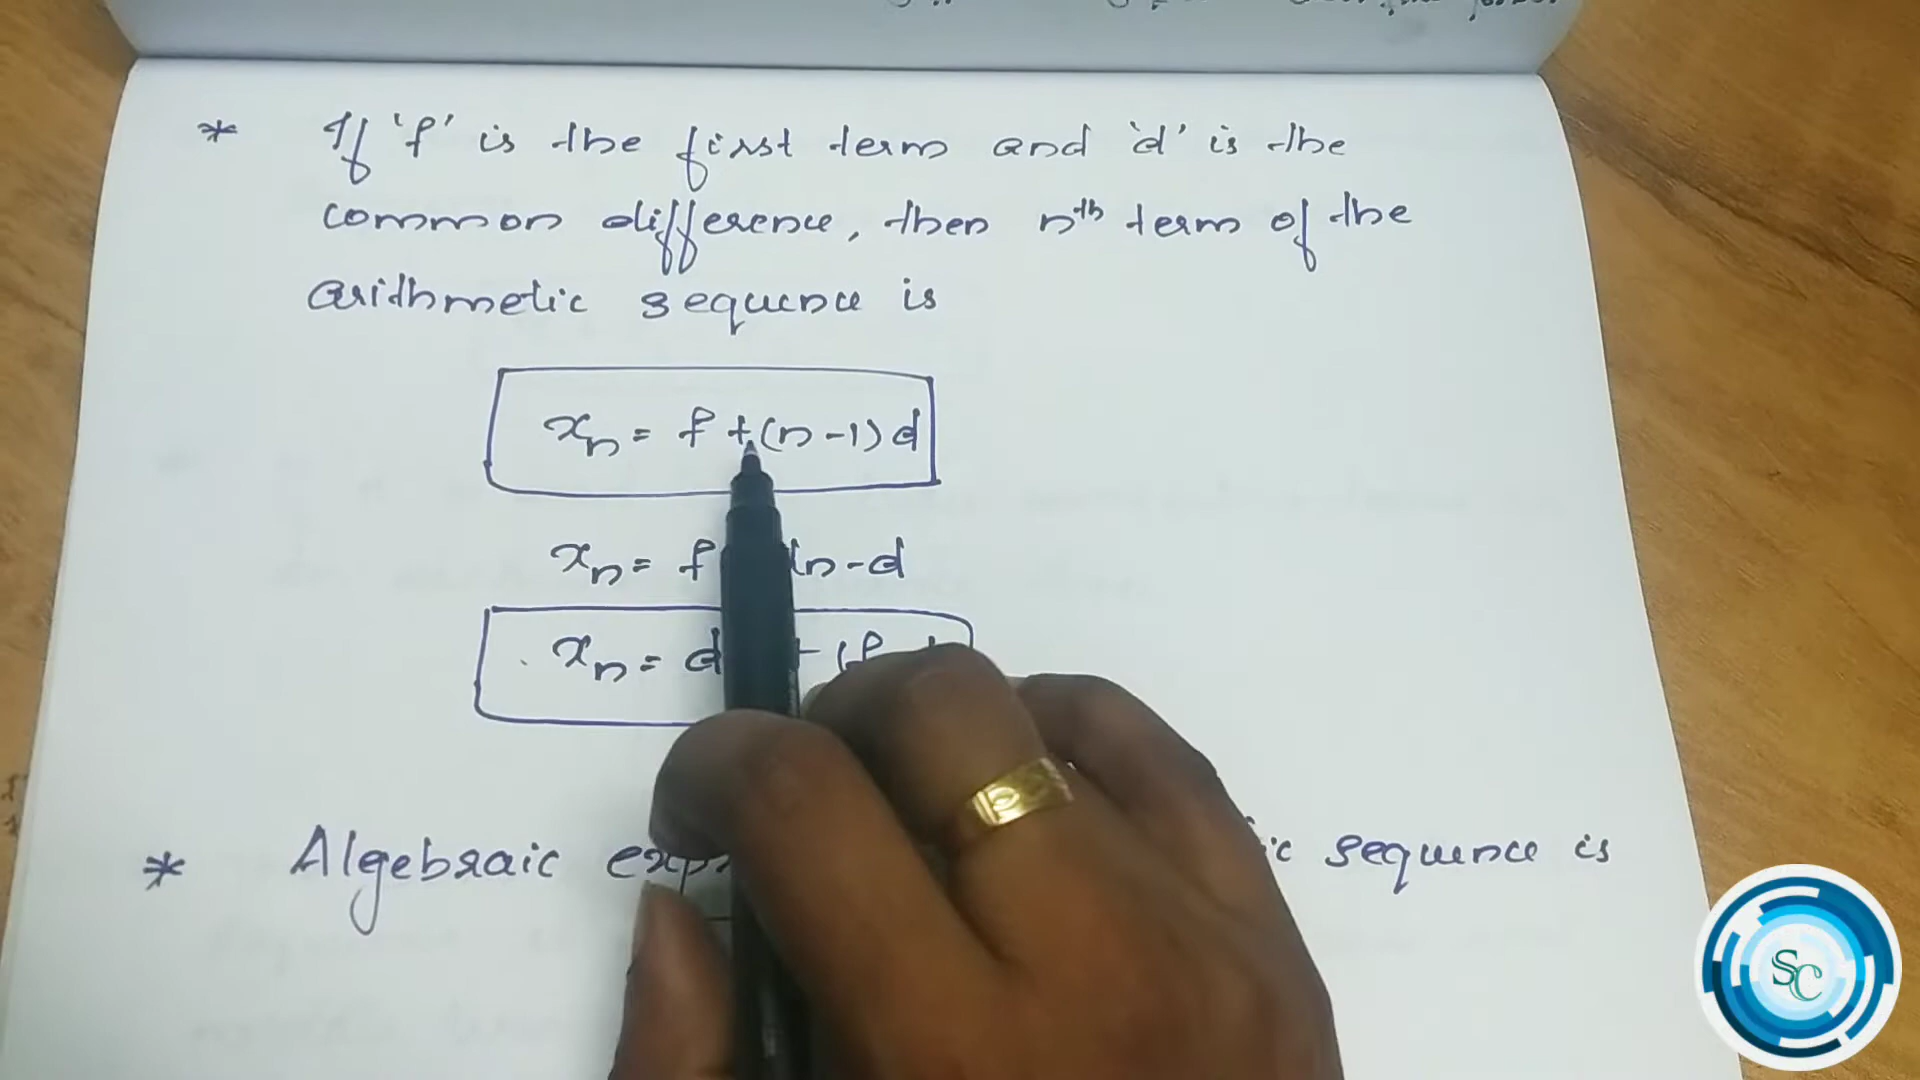 * If 'f' is the first term and 'd' is the
common difference, then nth term of the
arithmetic sequence is
xn = f + (n-1) d
xn = f n - d
xn = d + (f
* Algebraic sequence is
SC